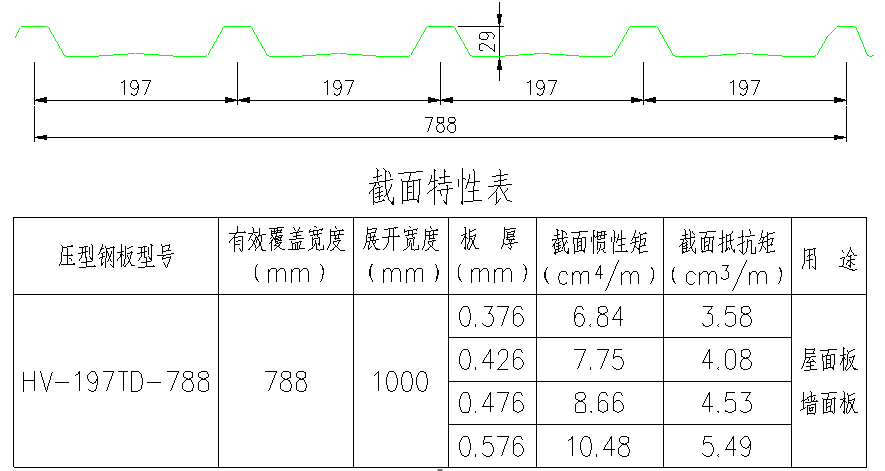 29
197 197 197 197
788
截面特性表
压型钢板型号 有效覆盖宽度(mm) 展开宽度(mm) 板 厚(mm) 截面惯性矩(cm4/m) 截面抵抗矩(cm3/m) 用 途
HV-197TD-788 788 1000 0.376 6.84 3.58 屋面板 墙面板
0.426 7.75 4.08
0.476 8.66 4.53
0.576 10.48 5.49